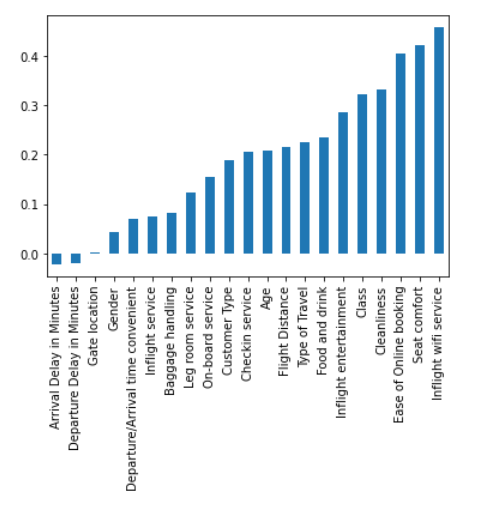 0.4
0.3
0.2
0.1
0.0
Arrival Delay in Minutes
Departure Delay in Minutes
Gate location
Gender
Departure/Arrival time convenient
Inflight service
Baggage handling
Leg room service
On-board service
Customer Type
Checkin service
Age
Flight Distance
Type of Travel
Food and drink
Inflight entertainment
Class
Cleanliness
Ease of Online booking
Seat comfort
Inflight wifi service